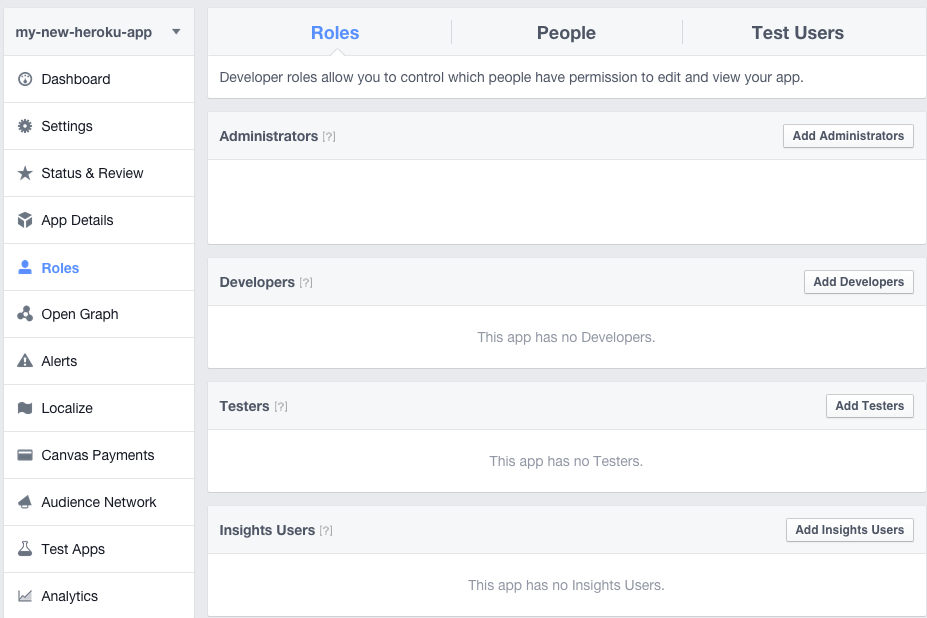 my-new-heroku-app
Dashboard
Settings
Status & Review
App Details
Roles
Open Graph
Alerts
Localize
Canvas Payments
Audience Network
Test Apps
Analytics
Roles
People
Test Users
Developer roles allow you to control which people have permission to edit and view your app.
Administrators [?]
Add Administrators
Developers [?]
Add Developers
This app has no Developers.
Testers [?]
Add Testers
This app has no Testers.
Insights Users [?]
Add Insights Users
This app has no Insights Users.